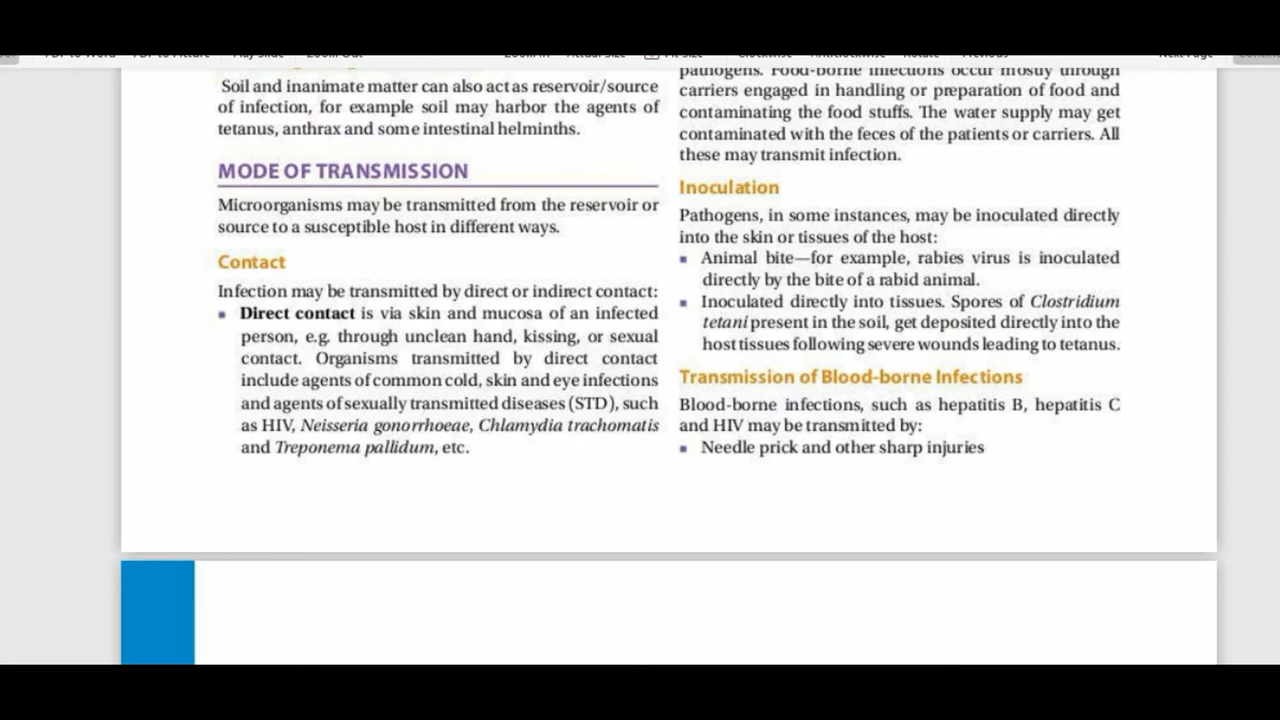 Soil and inanimate matter can also act as reservoir/source
of infection, for example soil may harbor the agents of
tetanus, anthrax and some intestinal helminths.
MODE OF TRANSMISSION
Microorganisms may be transmitted from the reservoir or
source to a susceptible host in different ways.
Contact
Infection may be transmitted by direct or indirect contact:
▪ Direct contact is via skin and mucosa of an infected
person, e.g. through unclean hand, kissing, or sexual
contact. Organisms transmitted by direct contact
include agents of common cold, skin and eye infections
and agents of sexually transmitted diseases (STD), such
as HIV, Neisseria gonorrhoeae, Chlamydia trachomatis
and Treponema pallidum, etc.
pathogens. Food-borne infections occur mostly through
carriers engaged in handling or preparation of food and
contaminating the food stuffs. The water supply may get
contaminated with the feces of the patients or carriers. All
these may transmit infection.
Inoculation
Pathogens, in some instances, may be inoculated directly
into the skin or tissues of the host:
▪ Animal bite—for example, rabies virus is inoculated
directly by the bite of a rabid animal.
▪ Inoculated directly into tissues. Spores of Clostridium
tetani present in the soil, get deposited directly into the
host tissues following severe wounds leading to tetanus.
Transmission of Blood-borne Infections
Blood-borne infections, such as hepatitis B, hepatitis C
and HIV may be transmitted by:
▪ Needle prick and other sharp injuries